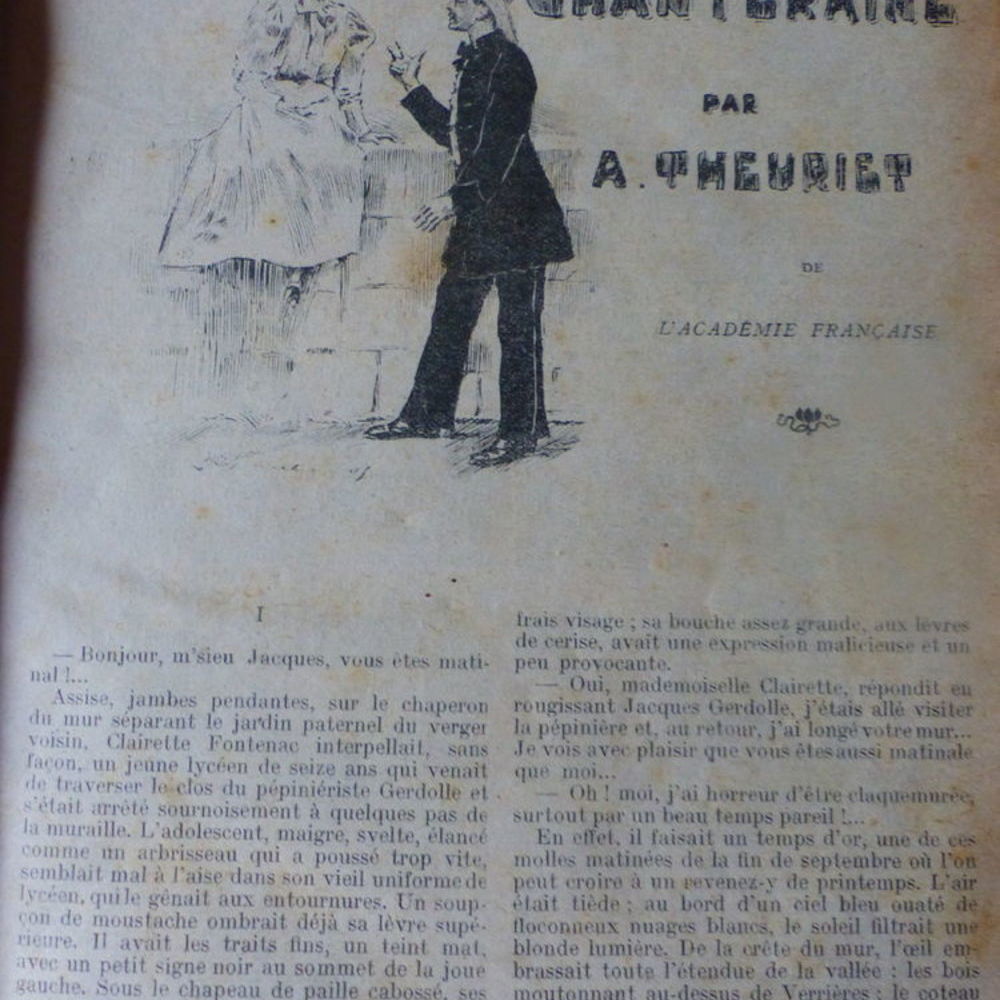 CHANTERAINE
PAR
A. THEURIET
DE
L'ACADÉMIE FRANÇAISE
I
— Bonjour, m'sieu Jacques, vous êtes mati-
nal !...
Assise, jambes pendantes, sur le chaperon
du mur séparant le jardin paternel du verger
voisin, Clairette Fontenac interpellait, sans
façon, un jeune lycéen de seize ans qui venait
de traverser le clos du pépiniériste Gerdolle et
s'était arrêté sournoisement à quelques pas de
la muraille. L'adolescent, maigre, svelte, élancé
comme un arbrisseau qui a poussé trop vite,
semblait mal à l'aise dans son vieil uniforme de
lycéen, qui le gênait aux entournures. Un soup-
çon de moustache ombrait déjà sa lèvre supé-
rieure. Il avait les traits fins, un teint mat,
avec un petit signe noir au sommet de la joue
gauche. Sous le chapeau de paille cabossé, ses
frais visage ; sa bouche assez grande, aux lèvres
de cerise, avait une expression malicieuse et un
peu provocante.
— Oui, mademoiselle Clairette, répondit en
rougissant Jacques Gerdolle, j'étais allé visiter
la pépinière et, au retour, j'ai longé votre mur...
Je vois avec plaisir que vous êtes aussi matinale
que moi...
— Oh ! moi, j'ai horreur d'être claquemurée,
surtout par un beau temps pareil !...
En effet, il faisait un temps d'or, une de ces
molles matinées de la fin de septembre où l'on
peut croire à un revenez-y de printemps. L'air
était tiède ; au bord d'un ciel bleu ouaté de
floconneux nuages blancs, le soleil filtrait une
blonde lumière. De la crête du mur, l'œil em-
brassait toute l'étendue de la vallée : les bois
moutonnant au-dessus de Verrières ; le coteau